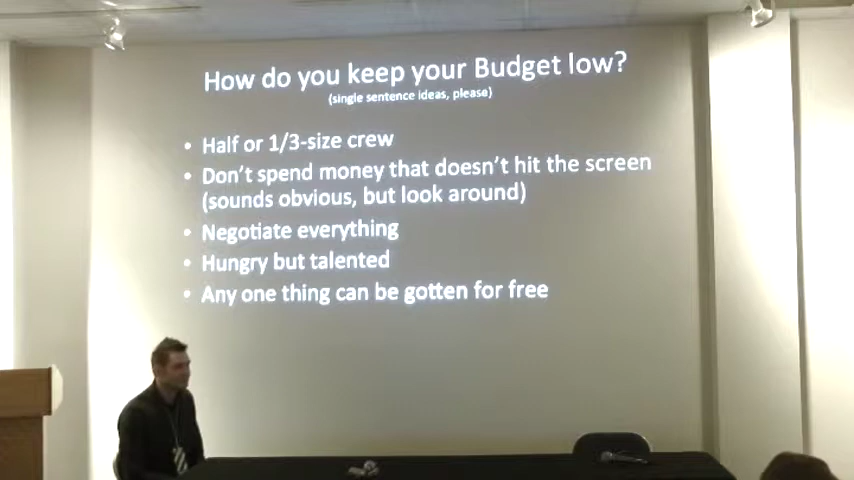 How do you keep your Budget low?
(single sentence ideas, please)
• Half or 1/3-size crew
• Don't spend money that doesn't hit the screen
(sounds obvious, but look around)
• Negotiate everything
• Hungry but talented
• Any one thing can be gotten for free